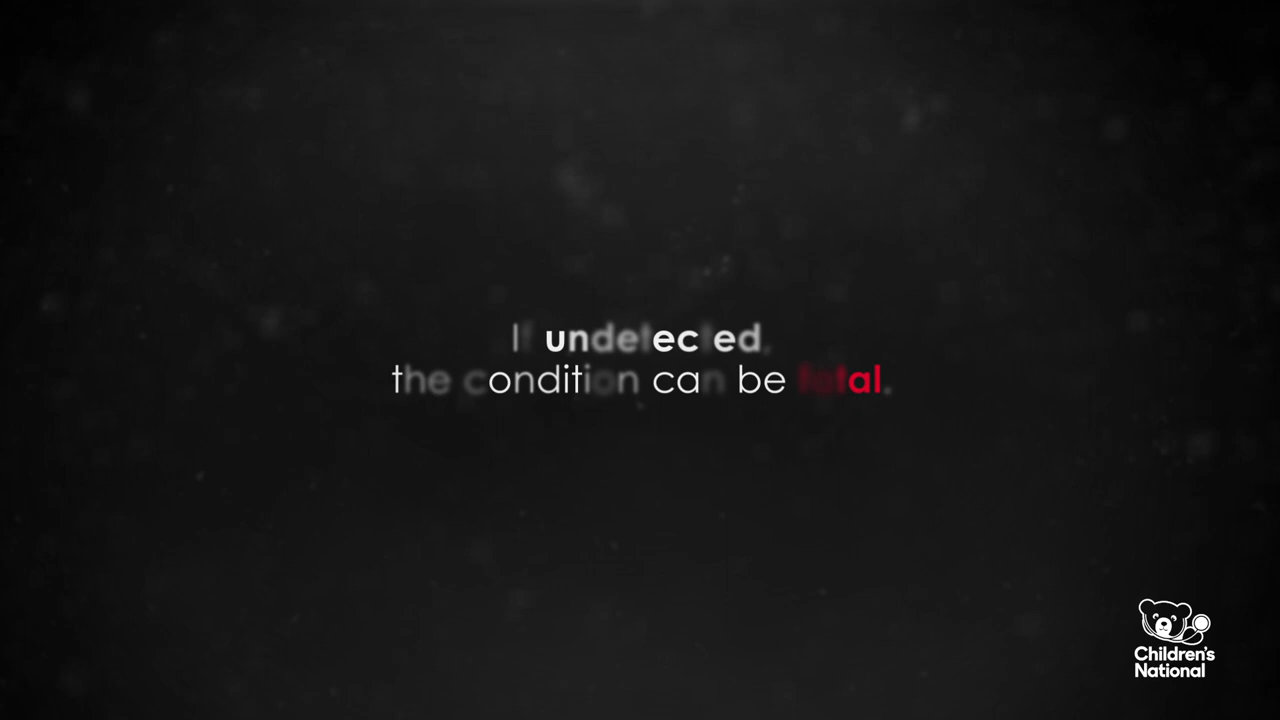 If undetected,
the condition can be fatal.
Children's
National